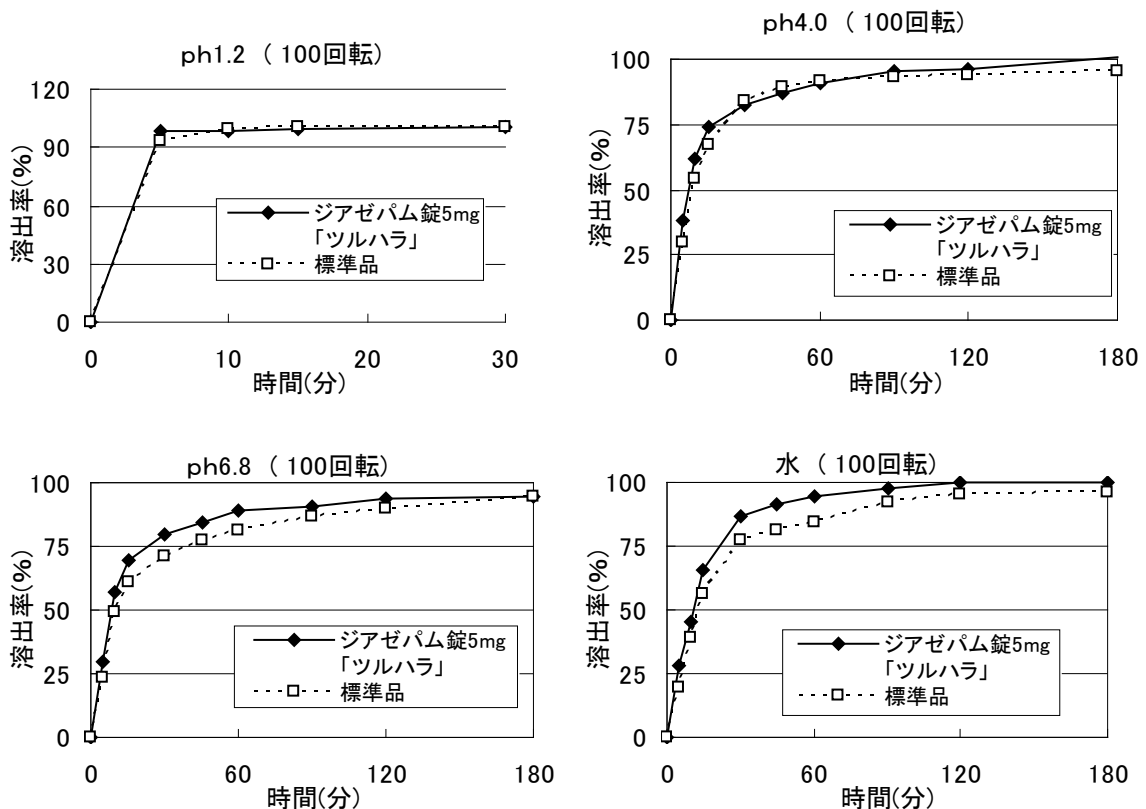 ph1.2 ( 100回転)
120
90
60
30
0
溶出率(%)
ジアゼパム錠5mg
「ツルハラ」
標準品
0 10 20 30
時間(分)
ph4.0 ( 100回転)
100
75
50
25
0
溶出率(%)
ジアゼパム錠5mg
「ツルハラ」
標準品
0 60 120 180
時間(分)
ph6.8 ( 100回転)
100
75
50
25
0
溶出率(%)
ジアゼパム錠5mg
「ツルハラ」
標準品
0 60 120 180
時間(分)
水 ( 100回転)
100
75
50
25
0
溶出率(%)
ジアゼパム錠5mg
「ツルハラ」
標準品
0 60 120 180
時間(分)